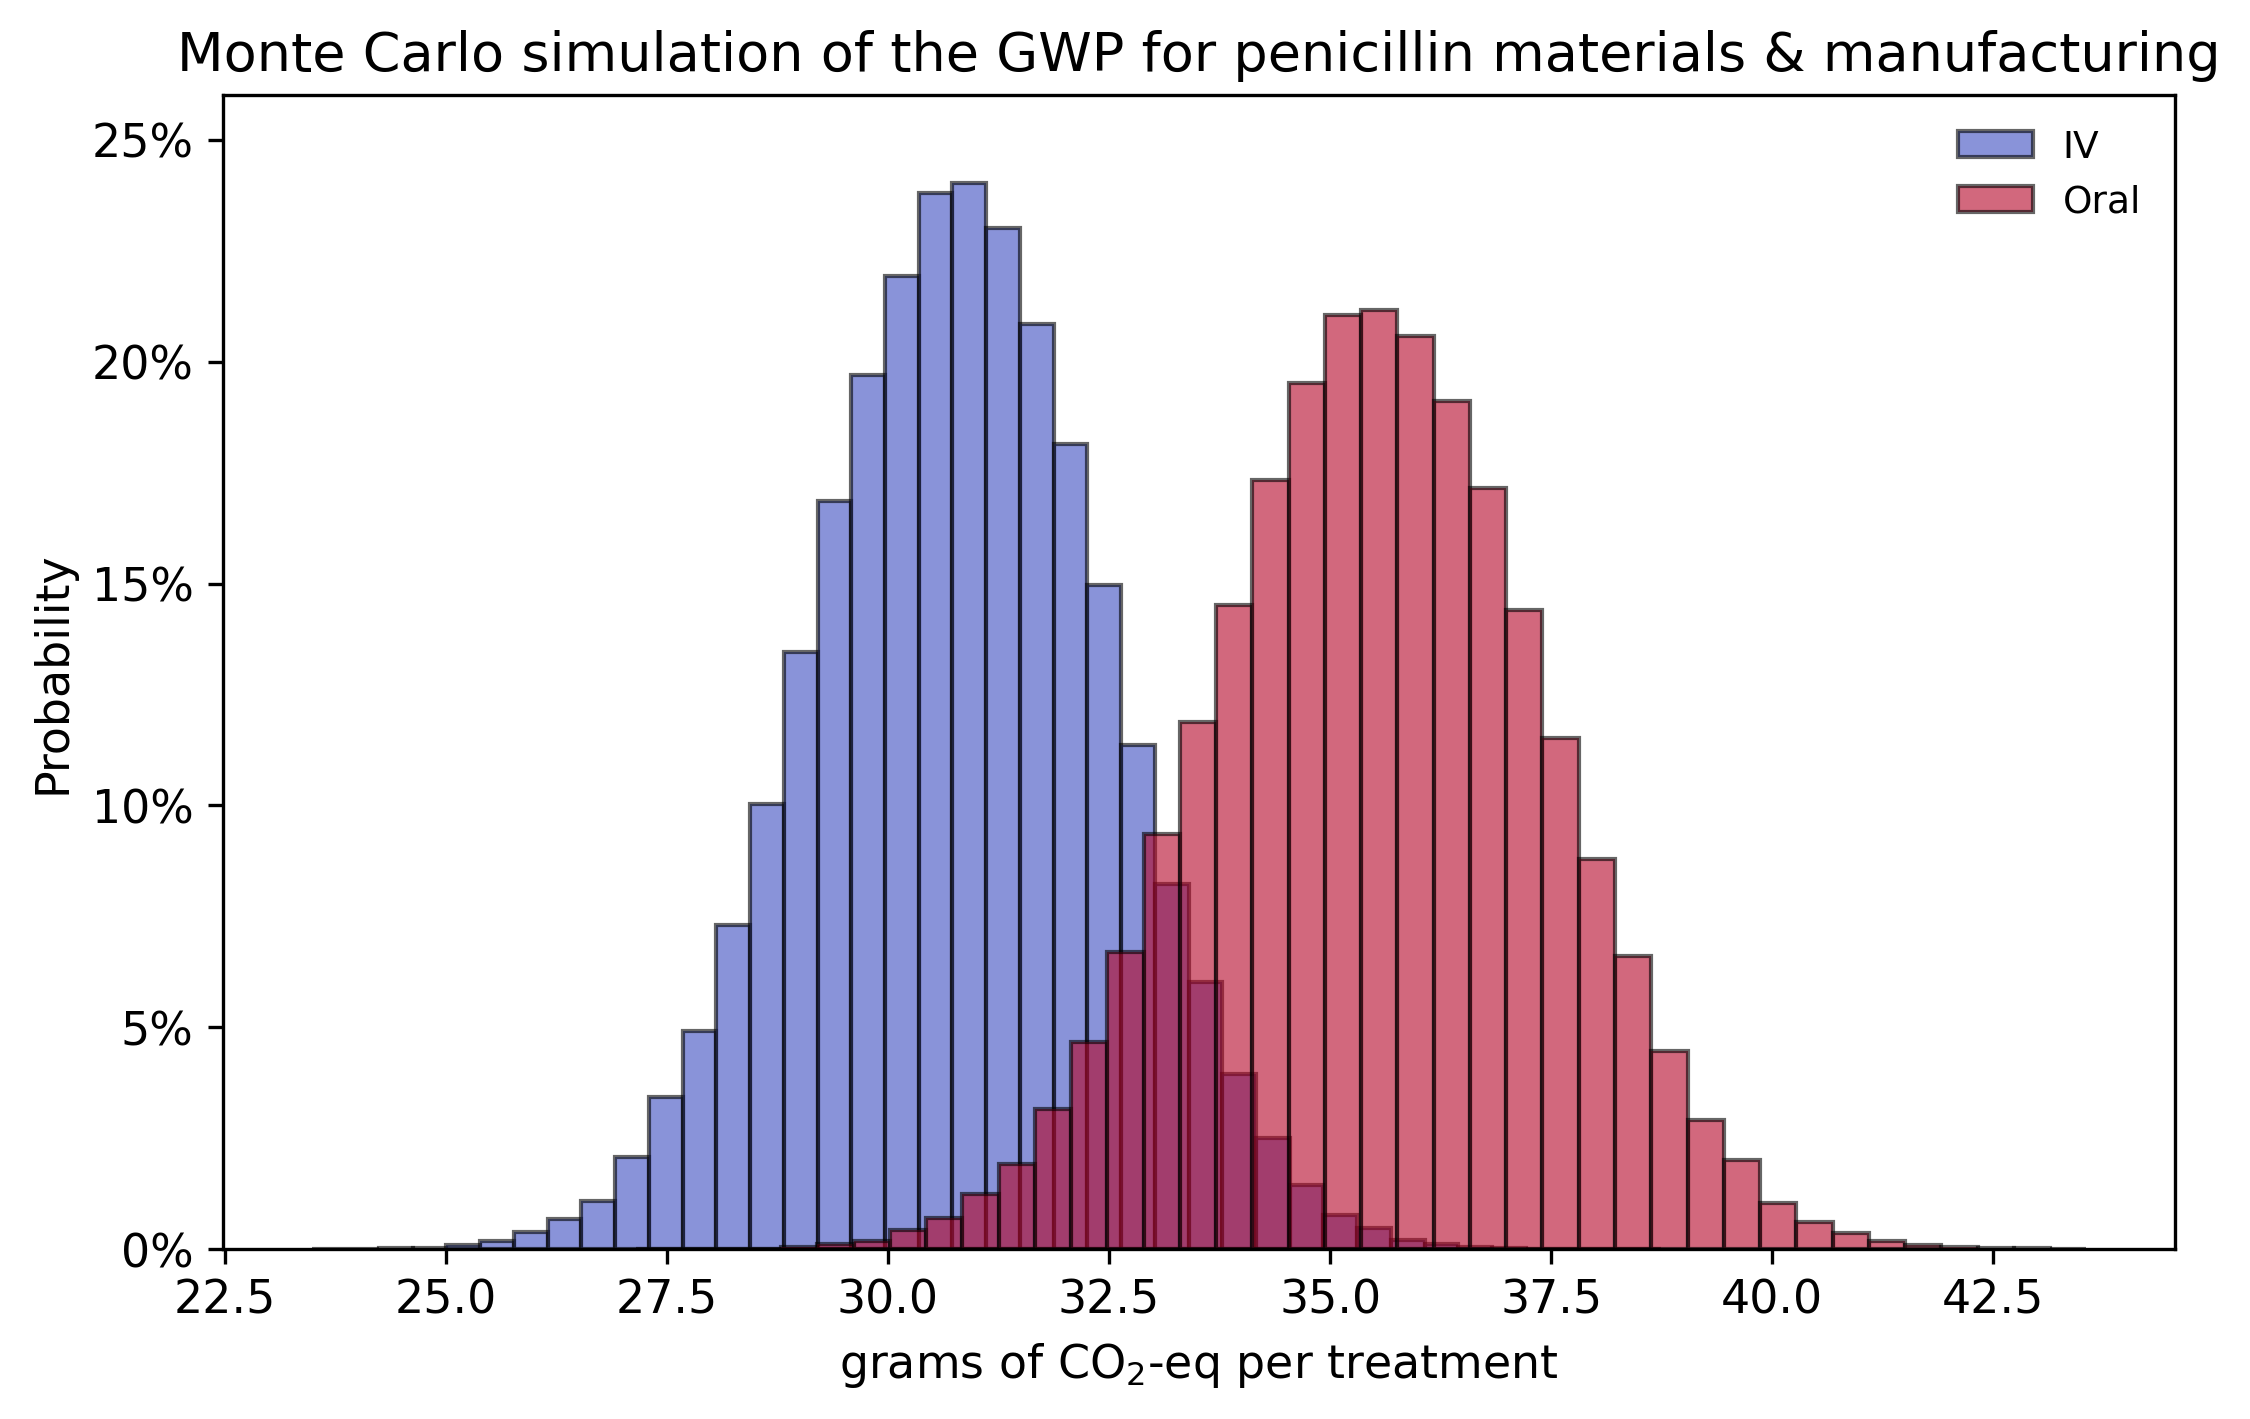 Monte Carlo simulation of the GWP for penicillin materials & manufacturing
IV
Oral
Probability
25%
20%
15%
10%
5%
0%
22.5 25.0 27.5 30.0 32.5 35.0 37.5 40.0 42.5
grams of CO₂-eq per treatment